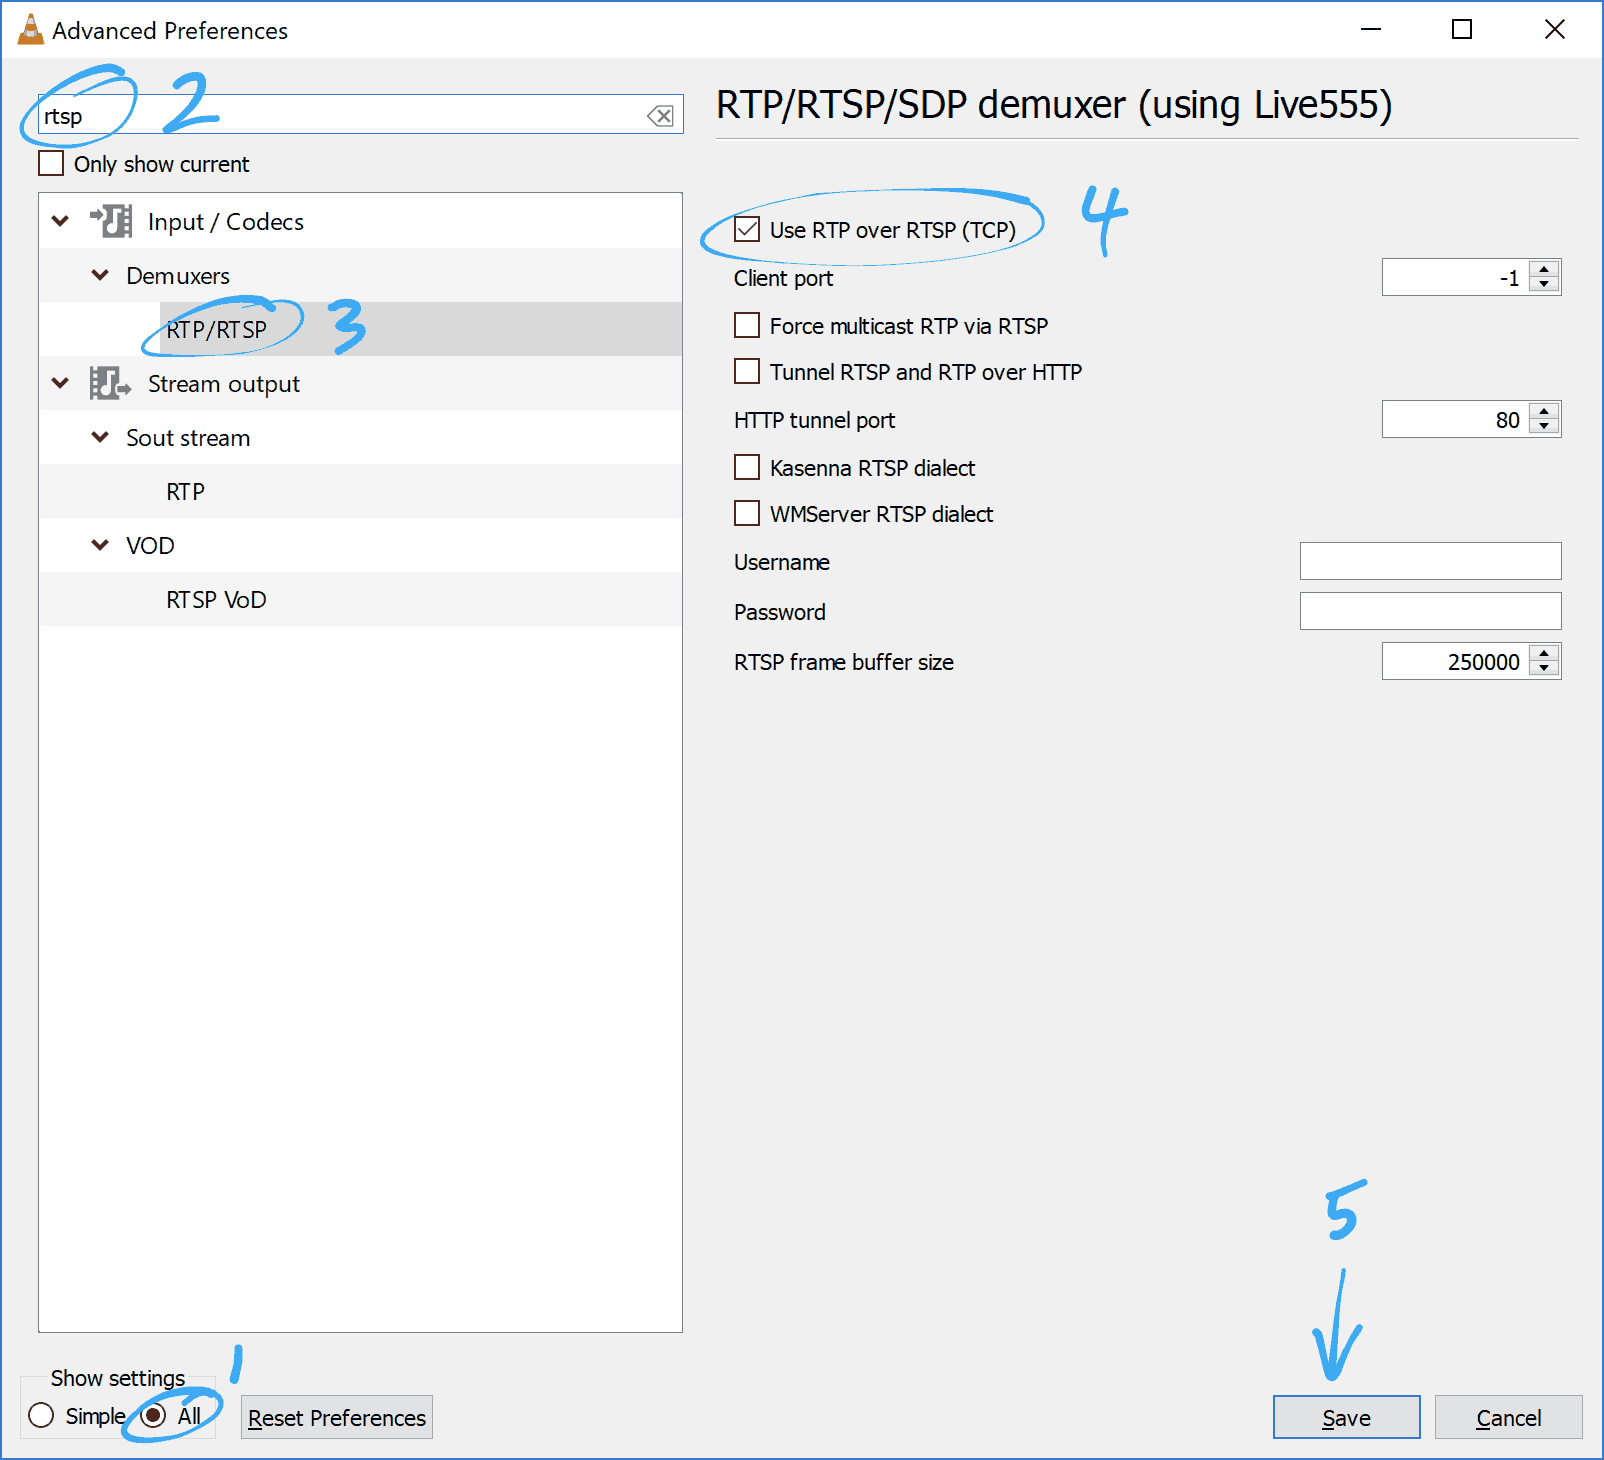 Advanced Preferences
rtsp
2
Only show current
Input / Codecs
Demuxers
RTP/RTSP
3
Stream output
Sout stream
RTP
VOD
RTSP VoD
Show settings
1
Simple
All
Reset Preferences
RTP/RTSP/SDP demuxer (using Live555)
Use RTP over RTSP (TCP)
4
Client port
-1
Force multicast RTP via RTSP
Tunnel RTSP and RTP over HTTP
HTTP tunnel port
80
Kasenna RTSP dialect
WMServer RTSP dialect
Username
Password
RTSP frame buffer size
250000
5
Save
Cancel